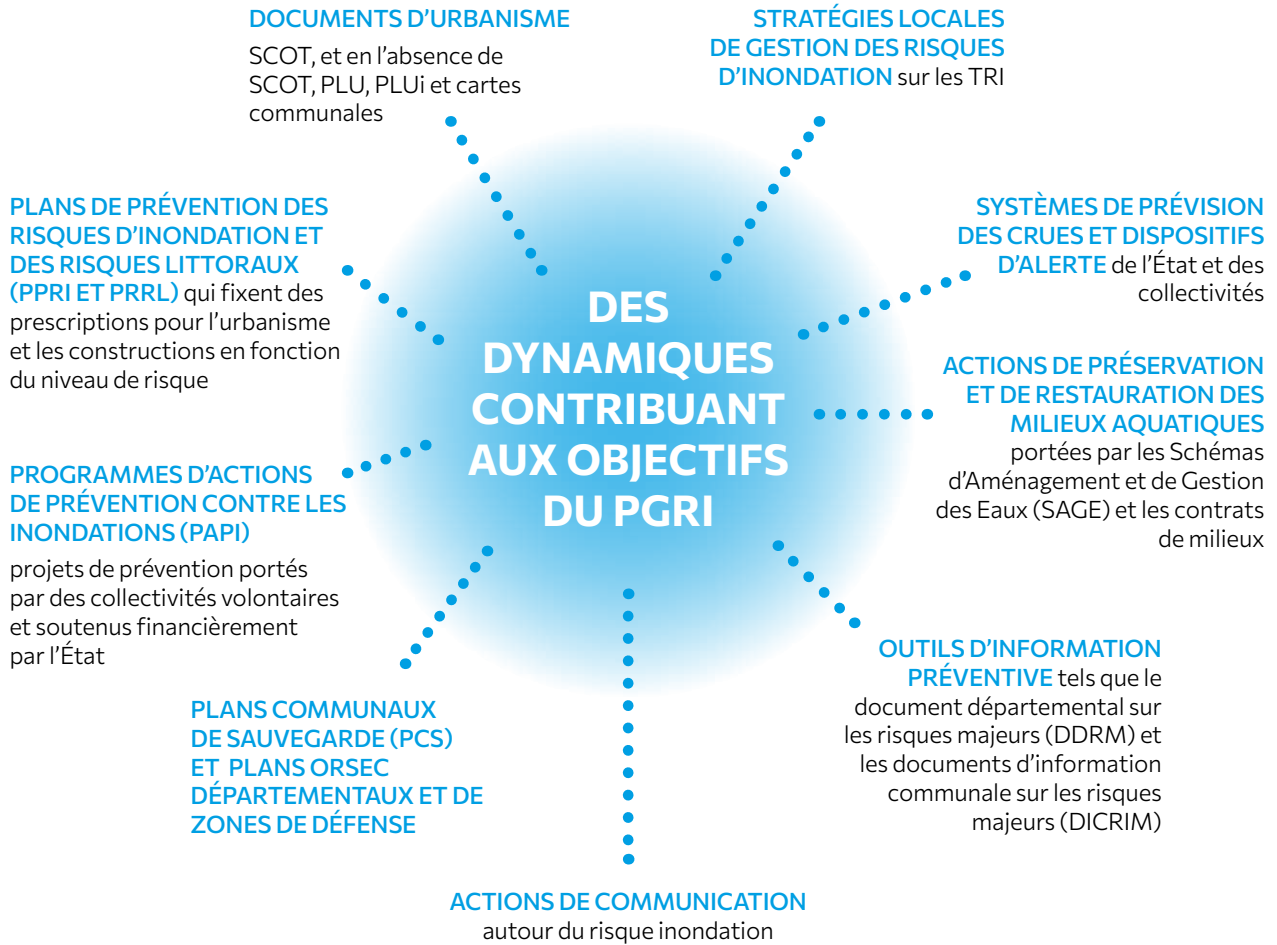 DOCUMENTS D'URBANISME
SCOT, et en l'absence de
SCOT, PLU, PLUi et cartes
communales
STRATÉGIES LOCALES
DE GESTION DES RISQUES
D'INONDATION sur les TRI
PLANS DE PRÉVENTION DES
RISQUES D'INONDATION ET
DES RISQUES LITTORAUX
(PPRI ET PRRL) qui fixent des
prescriptions pour l'urbanisme
et les constructions en fonction
du niveau de risque
SYSTÈMES DE PRÉVISION
DES CRUES ET DISPOSITIFS
D'ALERTE de l'État et des
collectivités
DES
DYNAMIQUES
CONTRIBUANT
AUX OBJECTIFS
DU PGRI
ACTIONS DE PRÉSERVATION
ET DE RESTAURATION DES
MILIEUX AQUATIQUES
portées par les Schémas
d'Aménagement et de Gestion
des Eaux (SAGE) et les contrats
de milieux
PROGRAMMES D'ACTIONS
DE PRÉVENTION CONTRE LES
INONDATIONS (PAPI)
projets de prévention portés
par des collectivités volontaires
et soutenus financièrement
par l'État
OUTILS D'INFORMATION
PRÉVENTIVE tels que le
document départemental sur
les risques majeurs (DDRM) et
les documents d'information
communale sur les risques
majeurs (DICRIM)
PLANS COMMUNAUX
DE SAUVEGARDE (PCS)
ET PLANS ORSEC
DÉPARTEMENTAUX ET DE
ZONES DE DÉFENSE
ACTIONS DE COMMUNICATION
autour du risque inondation